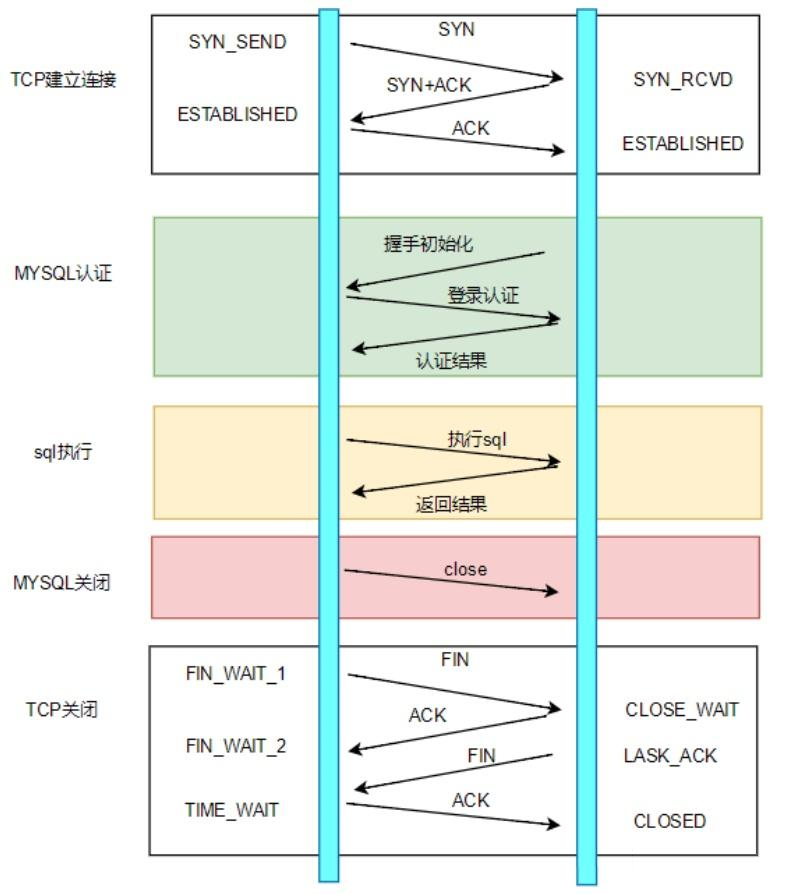 SYN
SYN_SEND
TCP建立连接
SYN+ACK
SYN_RCVD
ESTABLISHED
ACK
ESTABLISHED
握手初始化
MYSQL认证
登录认证
认证结果
执行sql
sql执行
返回结果
close
MYSQL关闭
FIN
FIN_WAIT_1
TCP关闭
ACK
CLOSE_WAIT
FIN_WAIT_2
FIN
LASK_ACK
ACK
TIME_WAIT
CLOSED